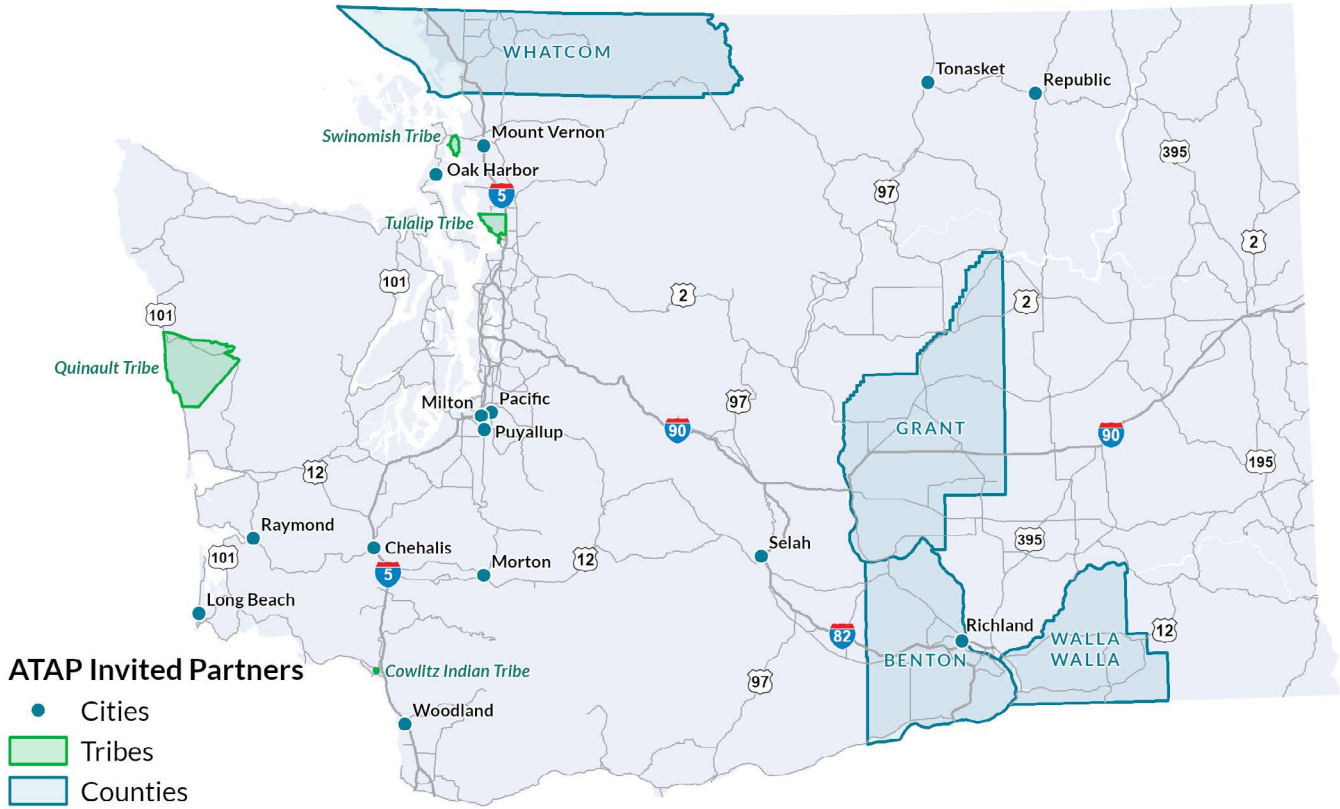 WHATCOM
Tonasket
Republic
Swinomish Tribe
Mount Vernon
395
Oak Harbor
97
5
Tulalip Tribe
2
101
2
2
101
Quinault Tribe
97
Milton
Pacific
Puyallup
90
GRANT
90
12
195
Raymond
Chehalis
101
395
Selah
Morton
12
5
Long Beach
Richland
82
12
WALLA
WALLA
BENTON
Cowlitz Indian Tribe
97
Woodland
ATAP Invited Partners
Cities
Tribes
Counties